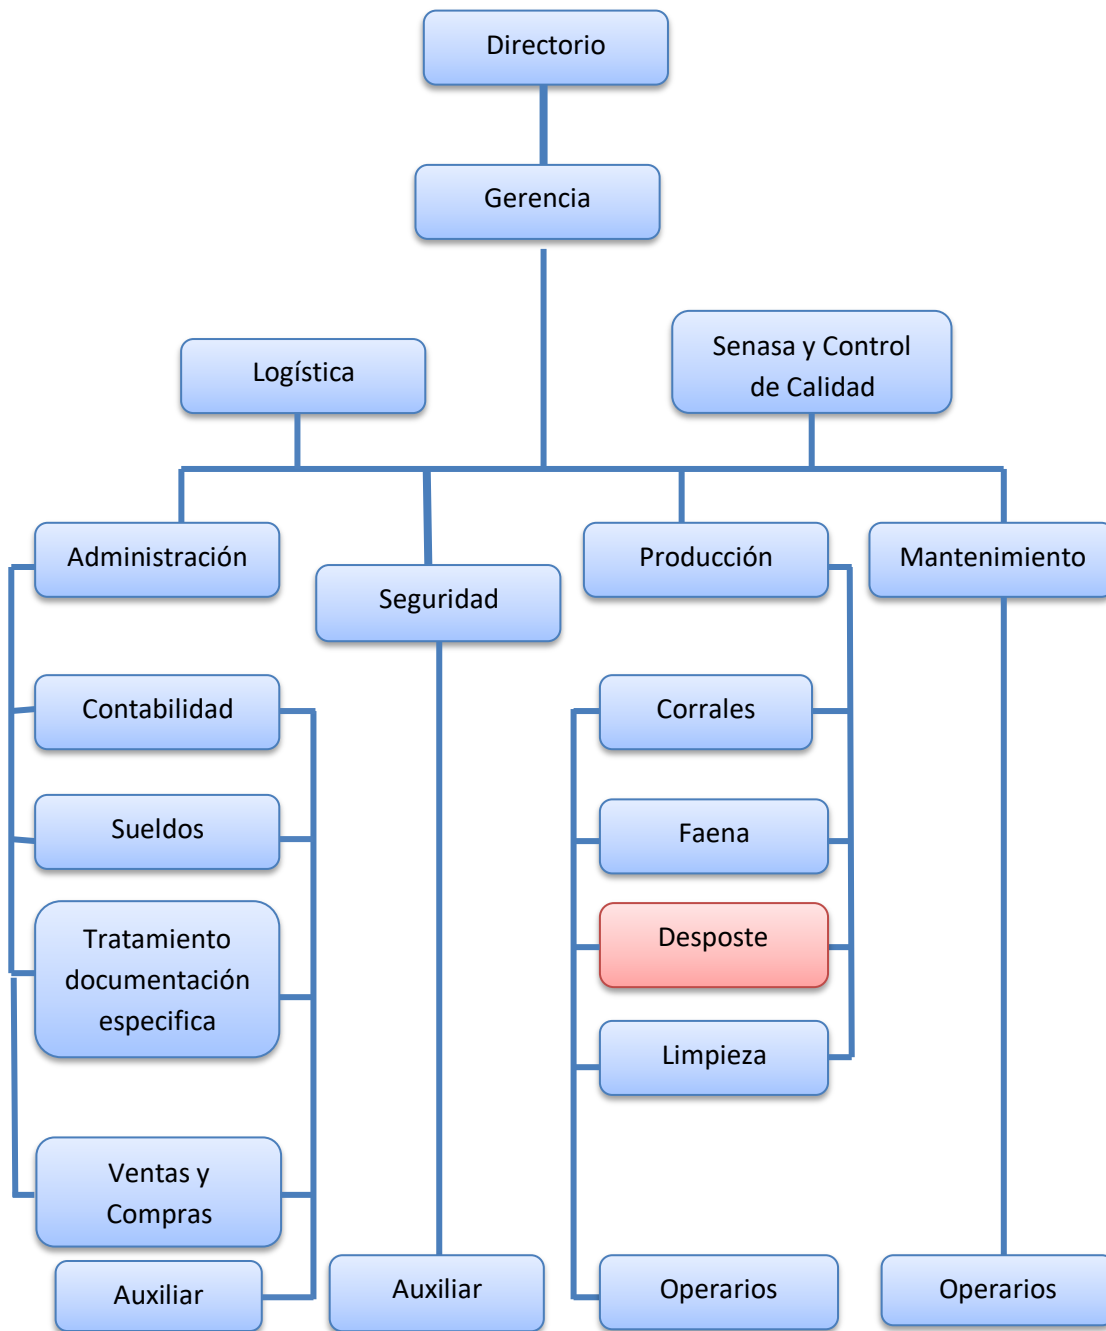 Directorio
Gerencia
Logística
Senasa y Control
de Calidad
Administración
Seguridad
Producción
Mantenimiento
Contabilidad
Sueldos
Tratamiento
documentación
especifica
Ventas y
Compras
Auxiliar
Auxiliar
Corrales
Faena
Desposte
Limpieza
Operarios
Operarios